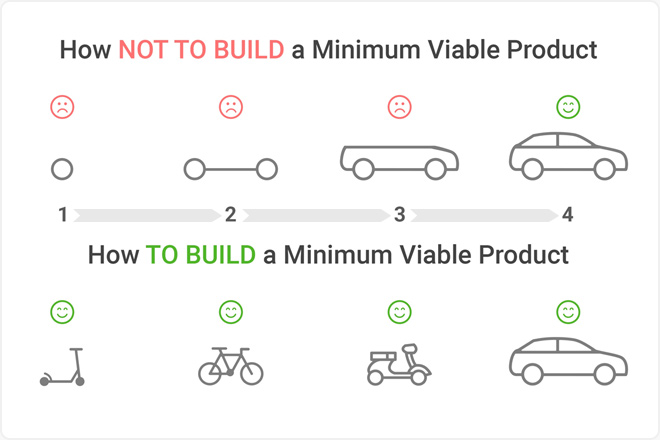 How NOT TO BUILD a Minimum Viable Product
1 2 3 4
How TO BUILD a Minimum Viable Product